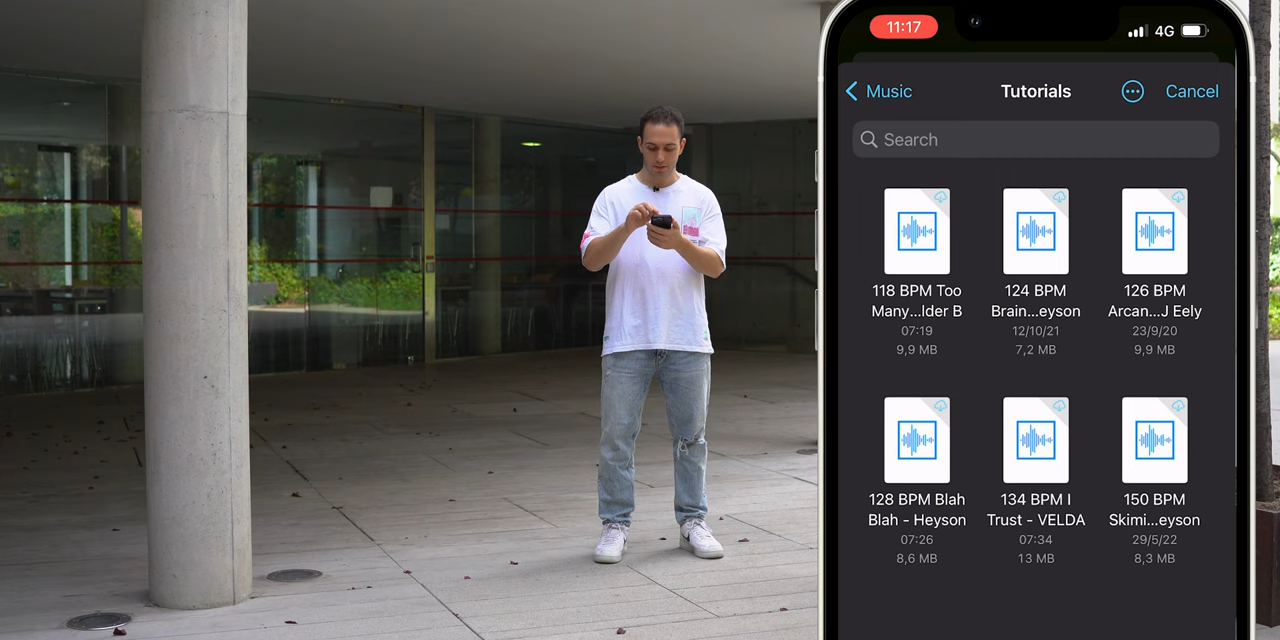 11:17
4G
Music
Tutorials
Cancel
Search
118 BPM Too
Many...lder B
07:19
9,9 MB
124 BPM
Brain...eyson
12/10/21
7,2 MB
126 BPM
Arcan...J Eely
23/9/20
9,9 MB
128 BPM Blah
Blah - Heyson
07:26
8,6 MB
134 BPM I
Trust - VELDA
07:34
13 MB
150 BPM
Skimi...eyson
29/5/22
8,3 MB